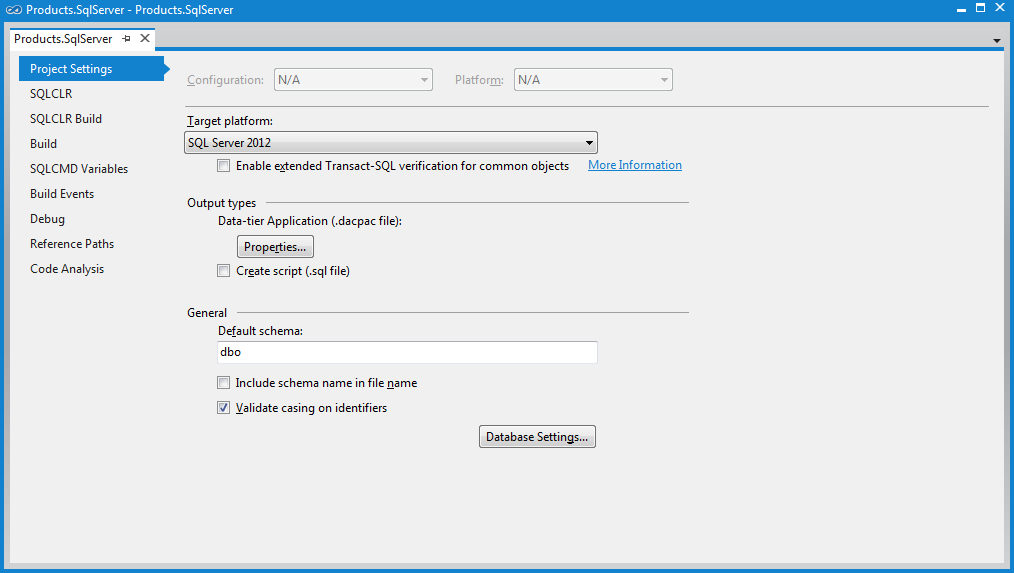 Products.SqlServer - Products.SqlServer
Products.SqlServer
Project Settings
SQLCLR
SQLCLR Build
Build
SQLCMD Variables
Build Events
Debug
Reference Paths
Code Analysis
Configuration: N/A Platform: N/A
Target platform:
SQL Server 2012
Enable extended Transact-SQL verification for common objects More Information
Output types
Data-tier Application (.dacpac file):
Properties...
Create script (.sql file)
General
Default schema:
dbo
Include schema name in file name
Validate casing on identifiers
Database Settings...